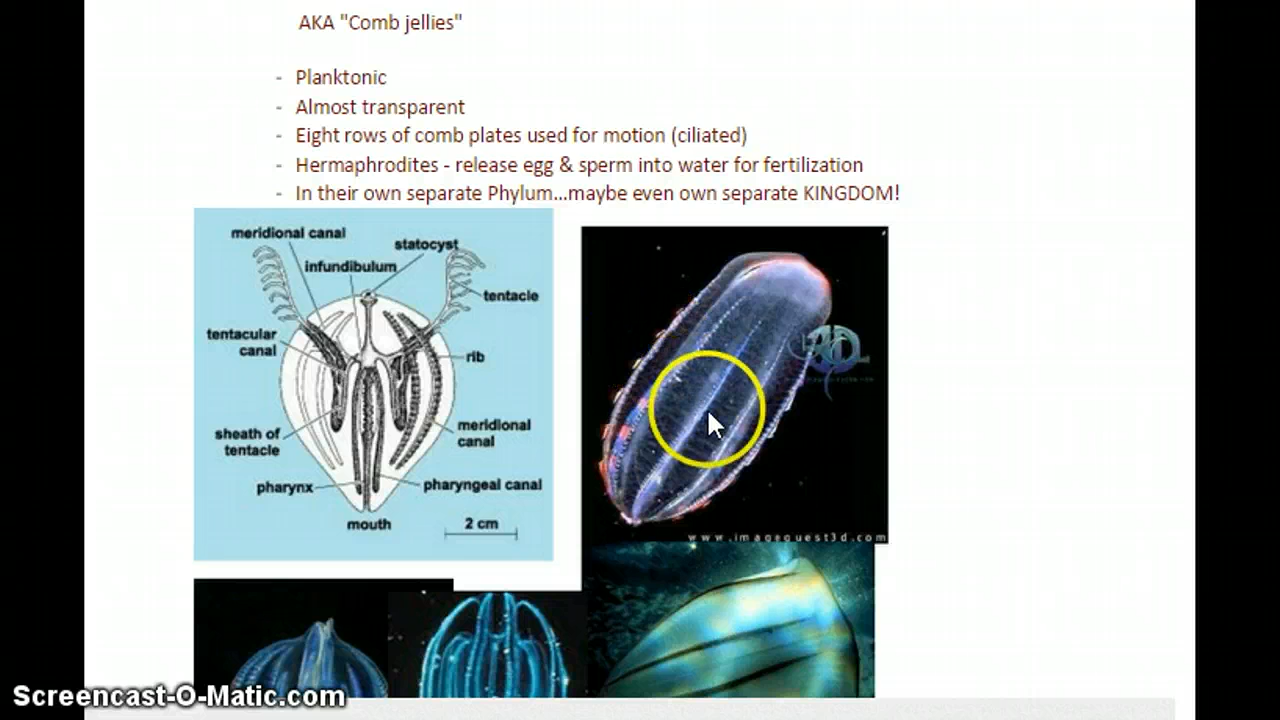 AKA "Comb jellies"
- Planktonic
- Almost transparent
- Eight rows of comb plates used for motion (ciliated)
- Hermaphrodites - release egg & sperm into water for fertilization
- In their own separate Phylum...maybe even own separate KINGDOM!
meridional canal
statocyst
infundibulum
tentacle
tentacular
canal
rib
sheath of
tentacle
meridional
canal
pharynx
pharyngeal canal
mouth
2 cm
www.imagequest3d.com
Screencast-O-Matic.com